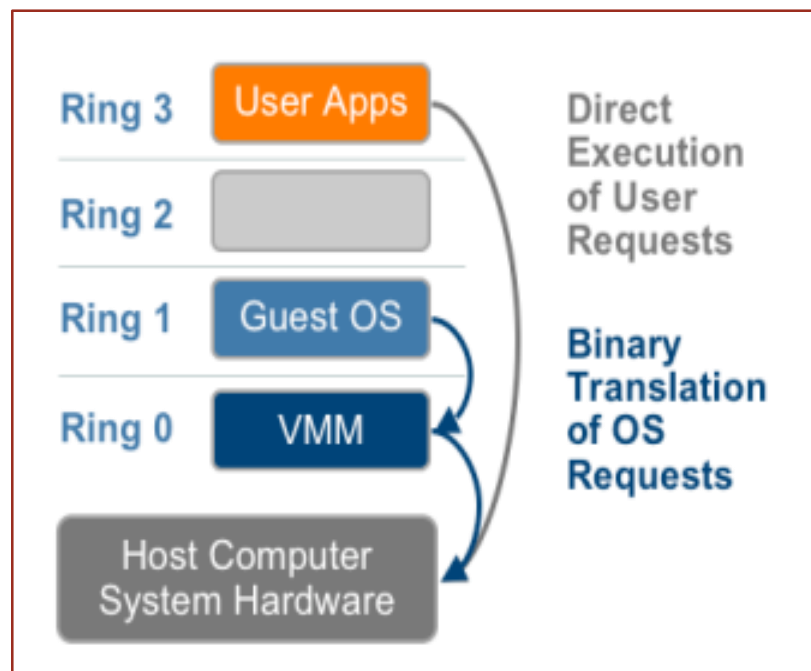 Ring 3
User Apps
Ring 2
Ring 1
Guest OS
Ring 0
VMM
Host Computer
System Hardware
Direct
Execution
of User
Requests
Binary
Translation
of OS
Requests